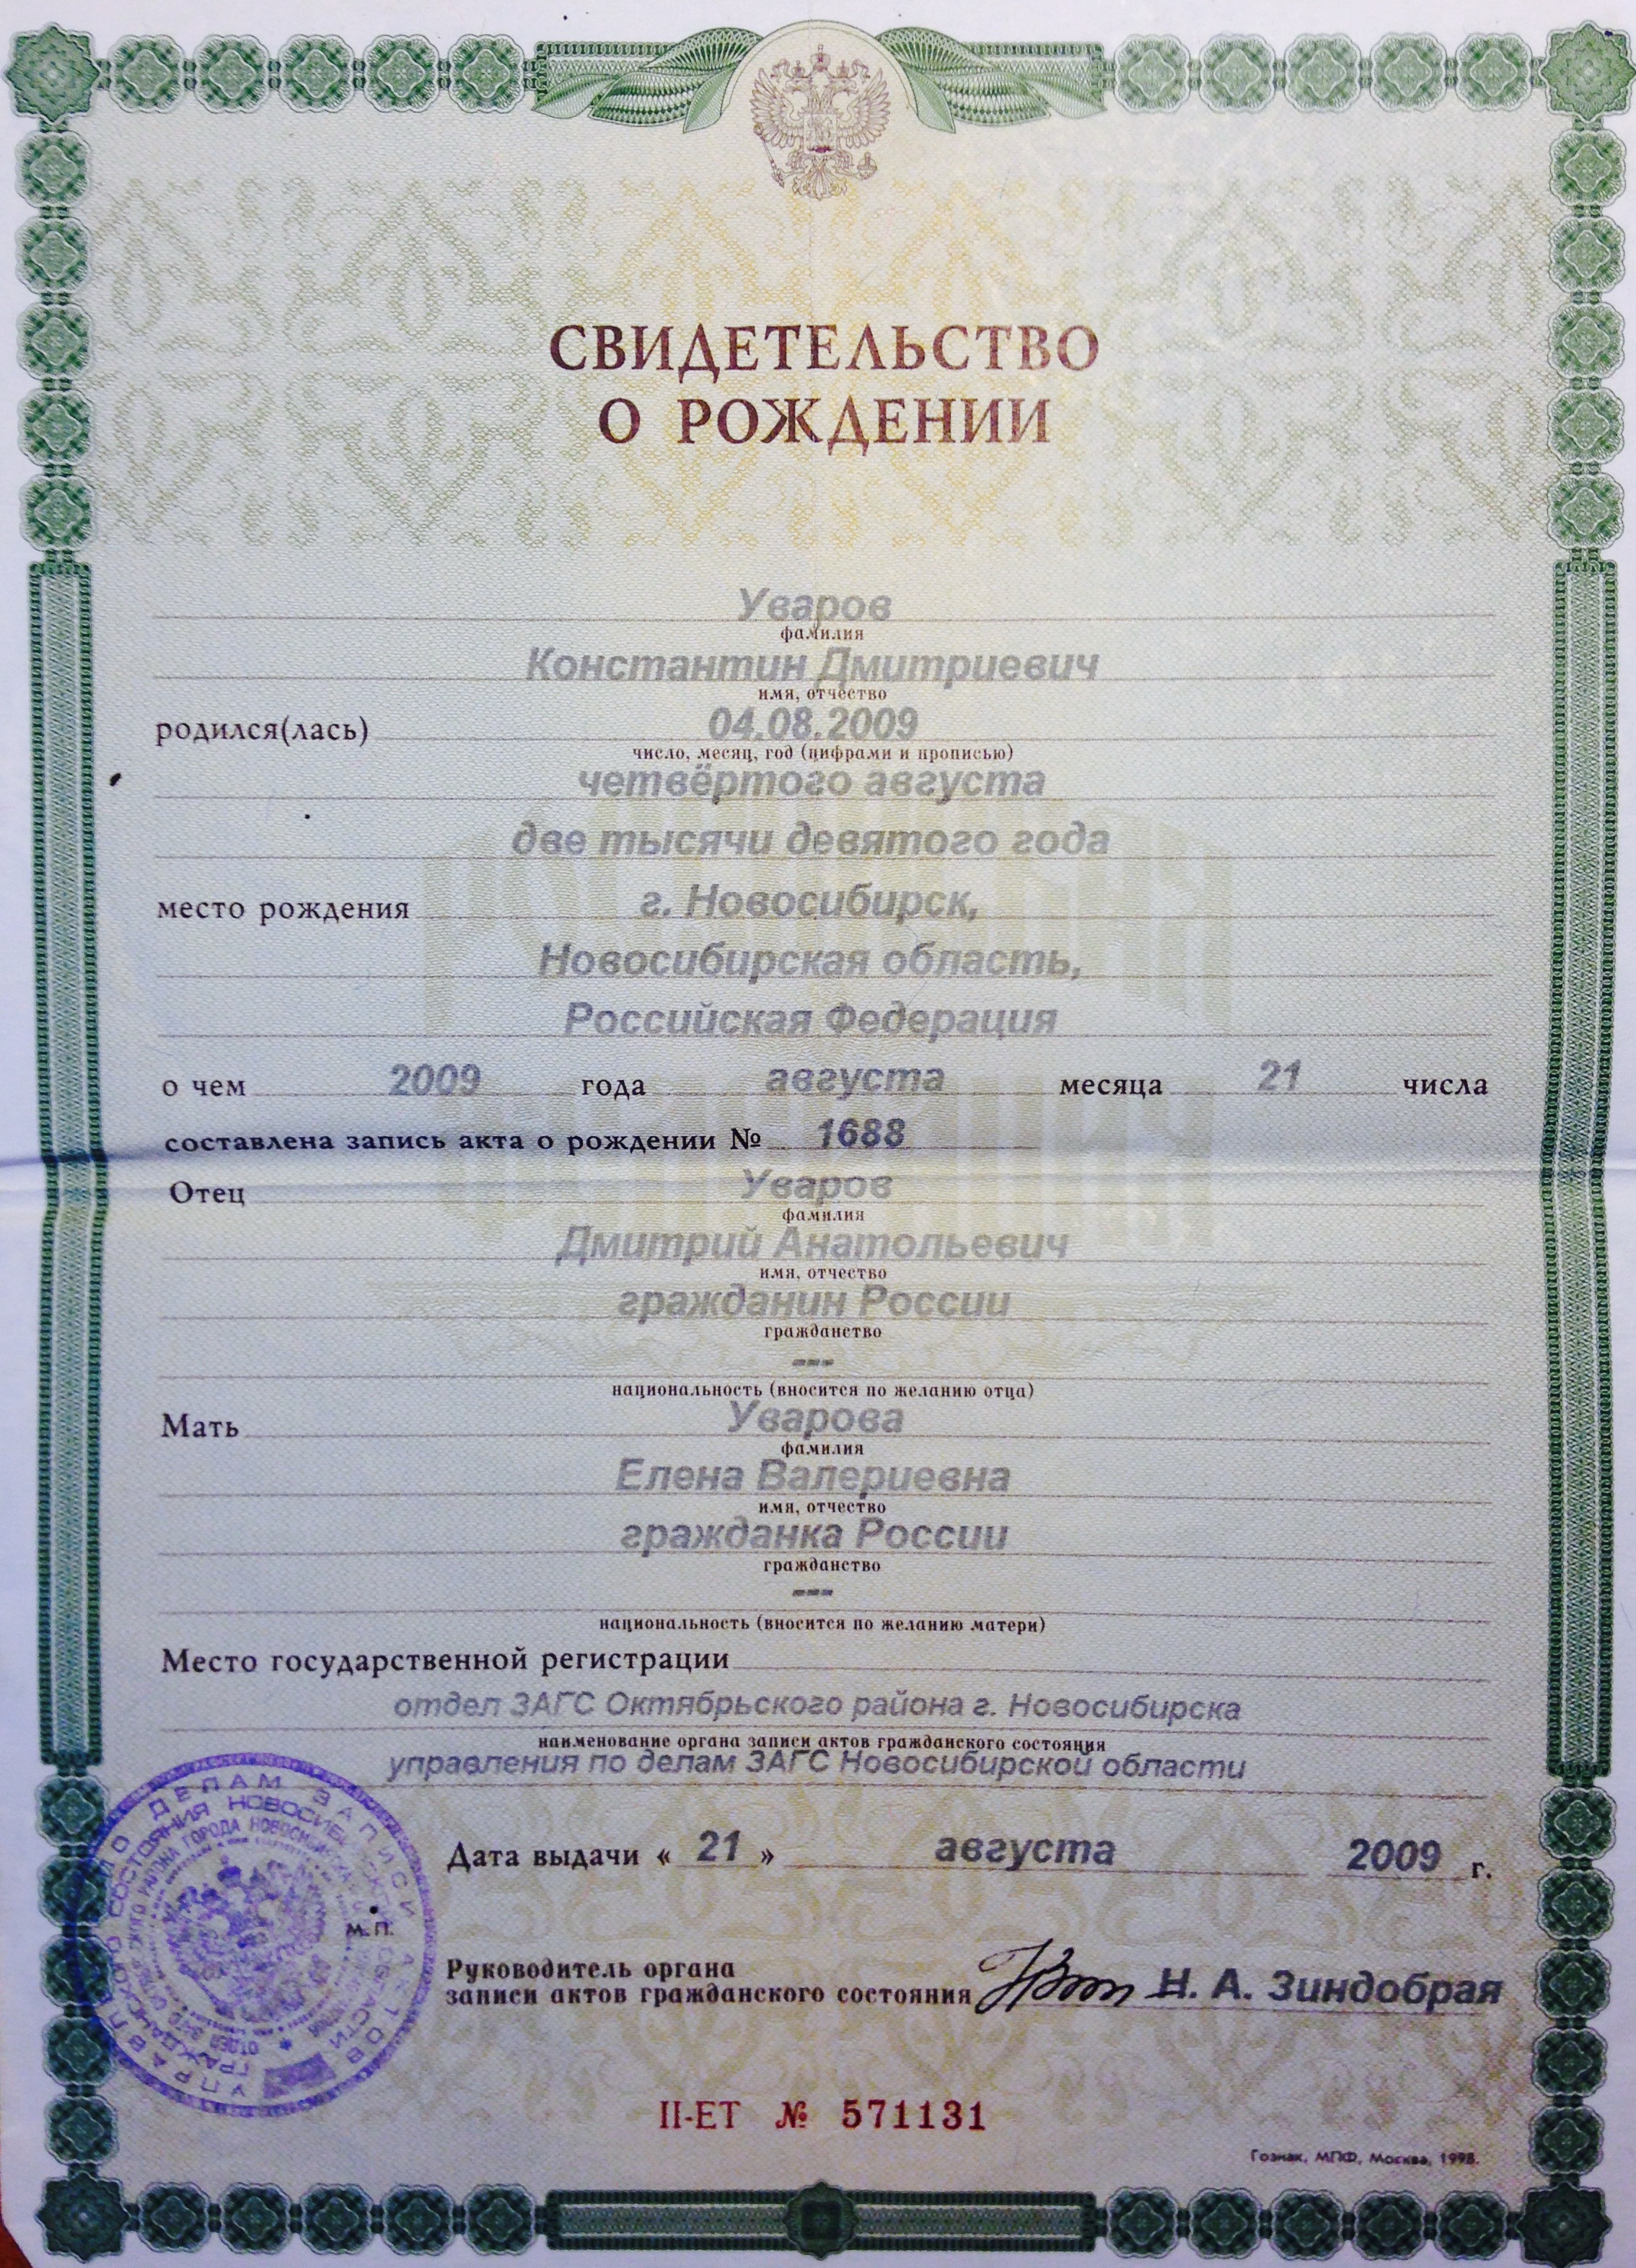 СВИДЕТЕЛЬСТВО
О РОЖДЕНИИ
Уваров
фамилия
Константин Дмитриевич
имя, отчество
родился(лась) 04.08.2009
число, месяц, год (цифрами и прописью)
четвёртого августа
две тысячи девятого года
место рождения г. Новосибирск,
Новосибирская область,
Российская Федерация
о чем 2009 года августа месяца 21 числа
составлена запись акта о рождении № 1688
Отец Уваров
фамилия
Дмитрий Анатольевич
имя, отчество
гражданин России
гражданство
---
национальность (вносится по желанию отца)
Мать Уварова
фамилия
Елена Валериевна
имя, отчество
гражданка России
гражданство
---
национальность (вносится по желанию матери)
Место государственной регистрации
отдел ЗАГС Октябрьского района г. Новосибирска
наименование органа записи актов гражданского состояния
управления по делам ЗАГС Новосибирской области
Дата выдачи « 21 » августа 2009 г.
М.П.
Руководитель органа
записи актов гражданского состояния Н. А. Зиндобрая
II-ЕТ № 571131
Гознак, МПФ, Москва, 1998.